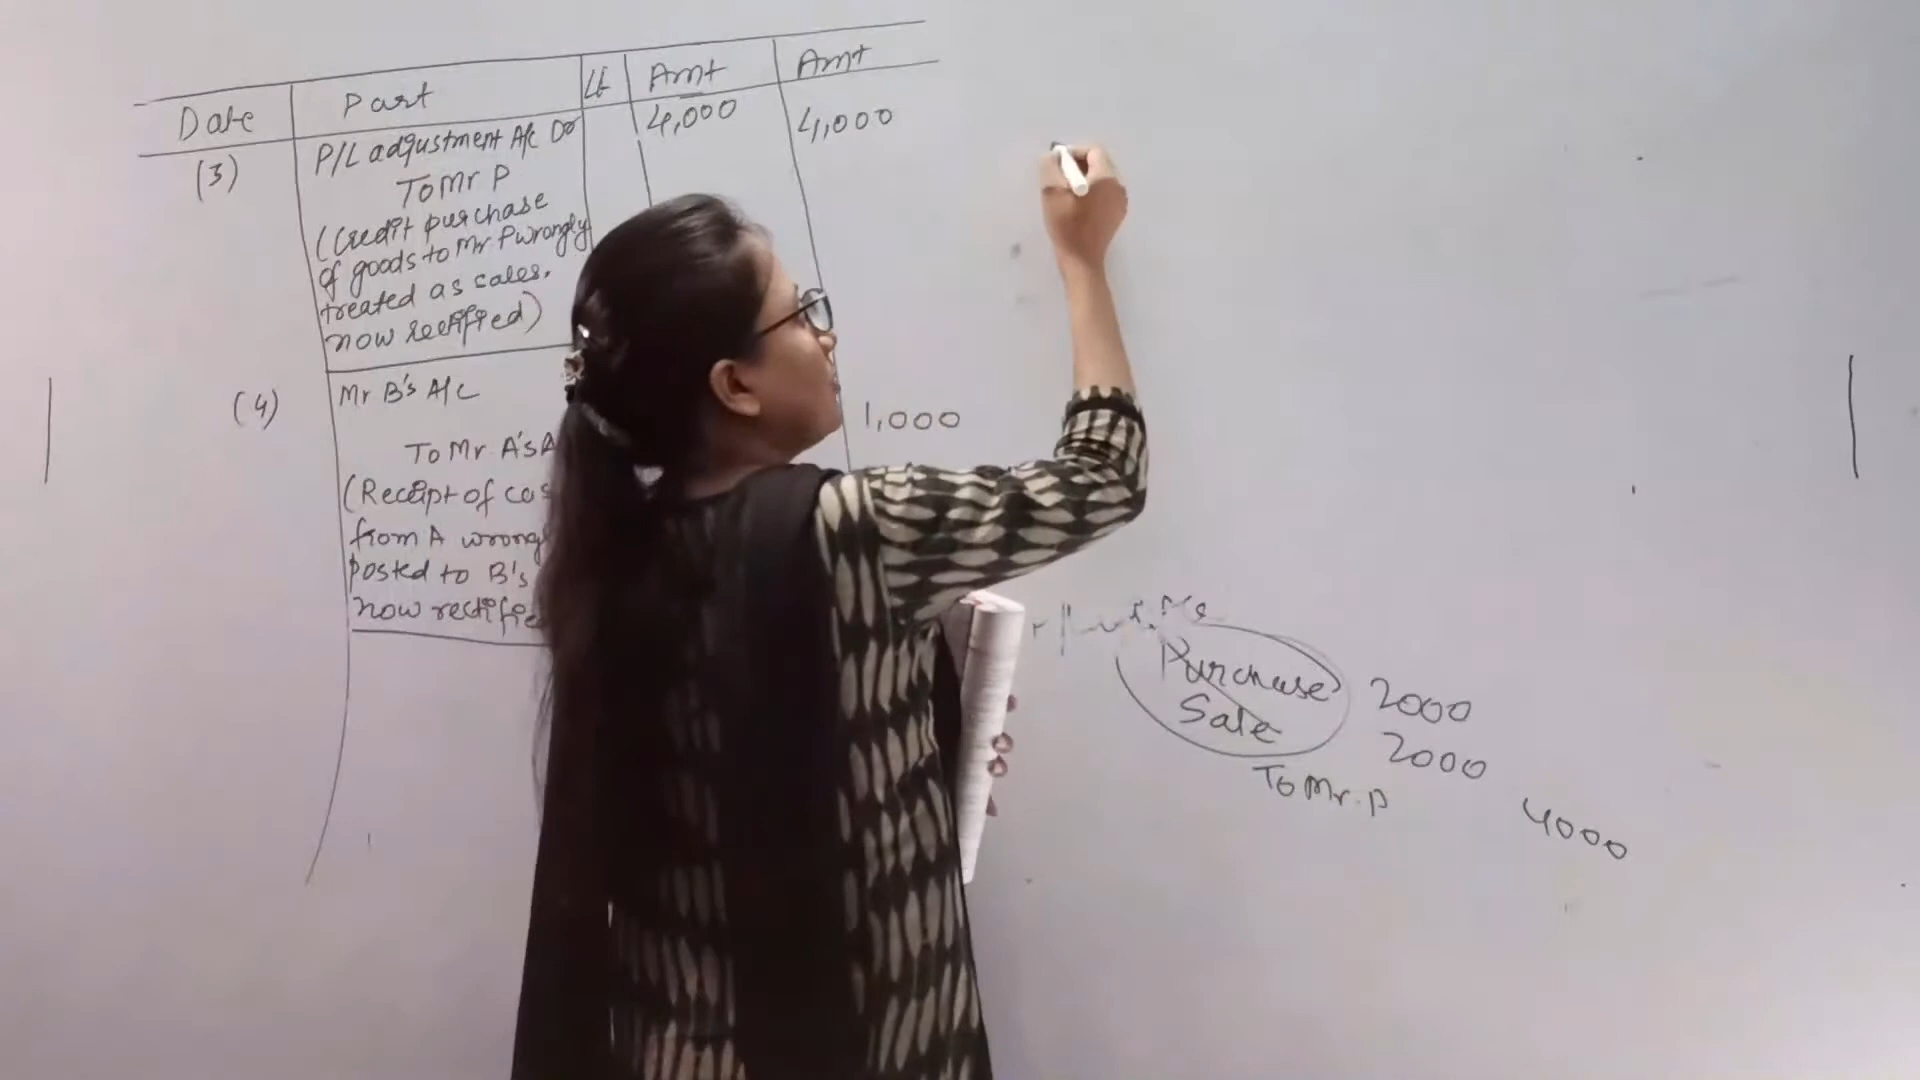 Date Part Lf Amt Amt
(3) P/L adjustment A/c Dr 4,000 4,000
To Mr P
(Credit purchase
of goods to Mr P wrongly
treated as sales.
now rectified)
(4) Mr B's A/C 1,000
To Mr A's A
(Receipt of cas
from A wrong
posted to B's
now rectifie
Purchase 2000
Sale 2000
To Mr. P
4000